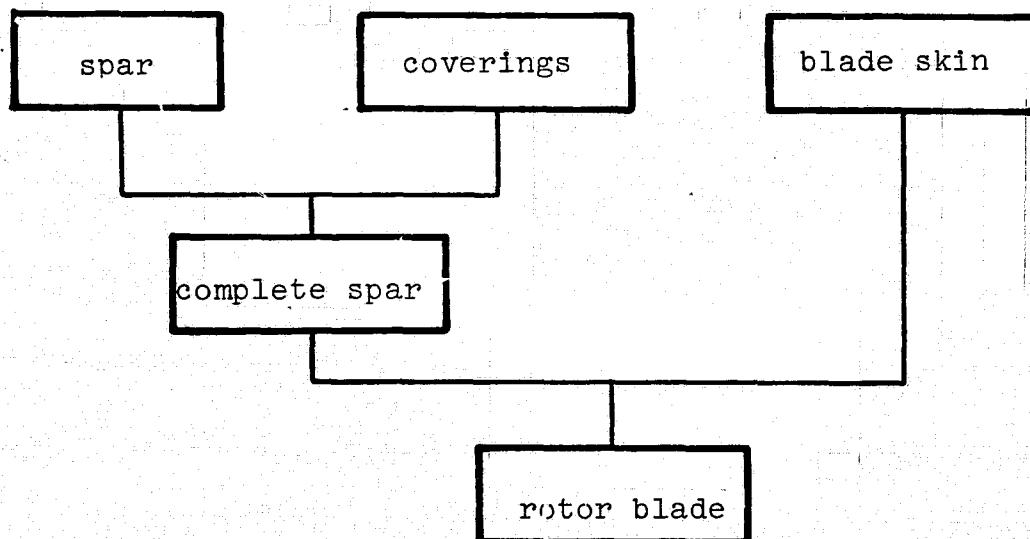 spar
coverings
blade skin
complete spar
rotor blade